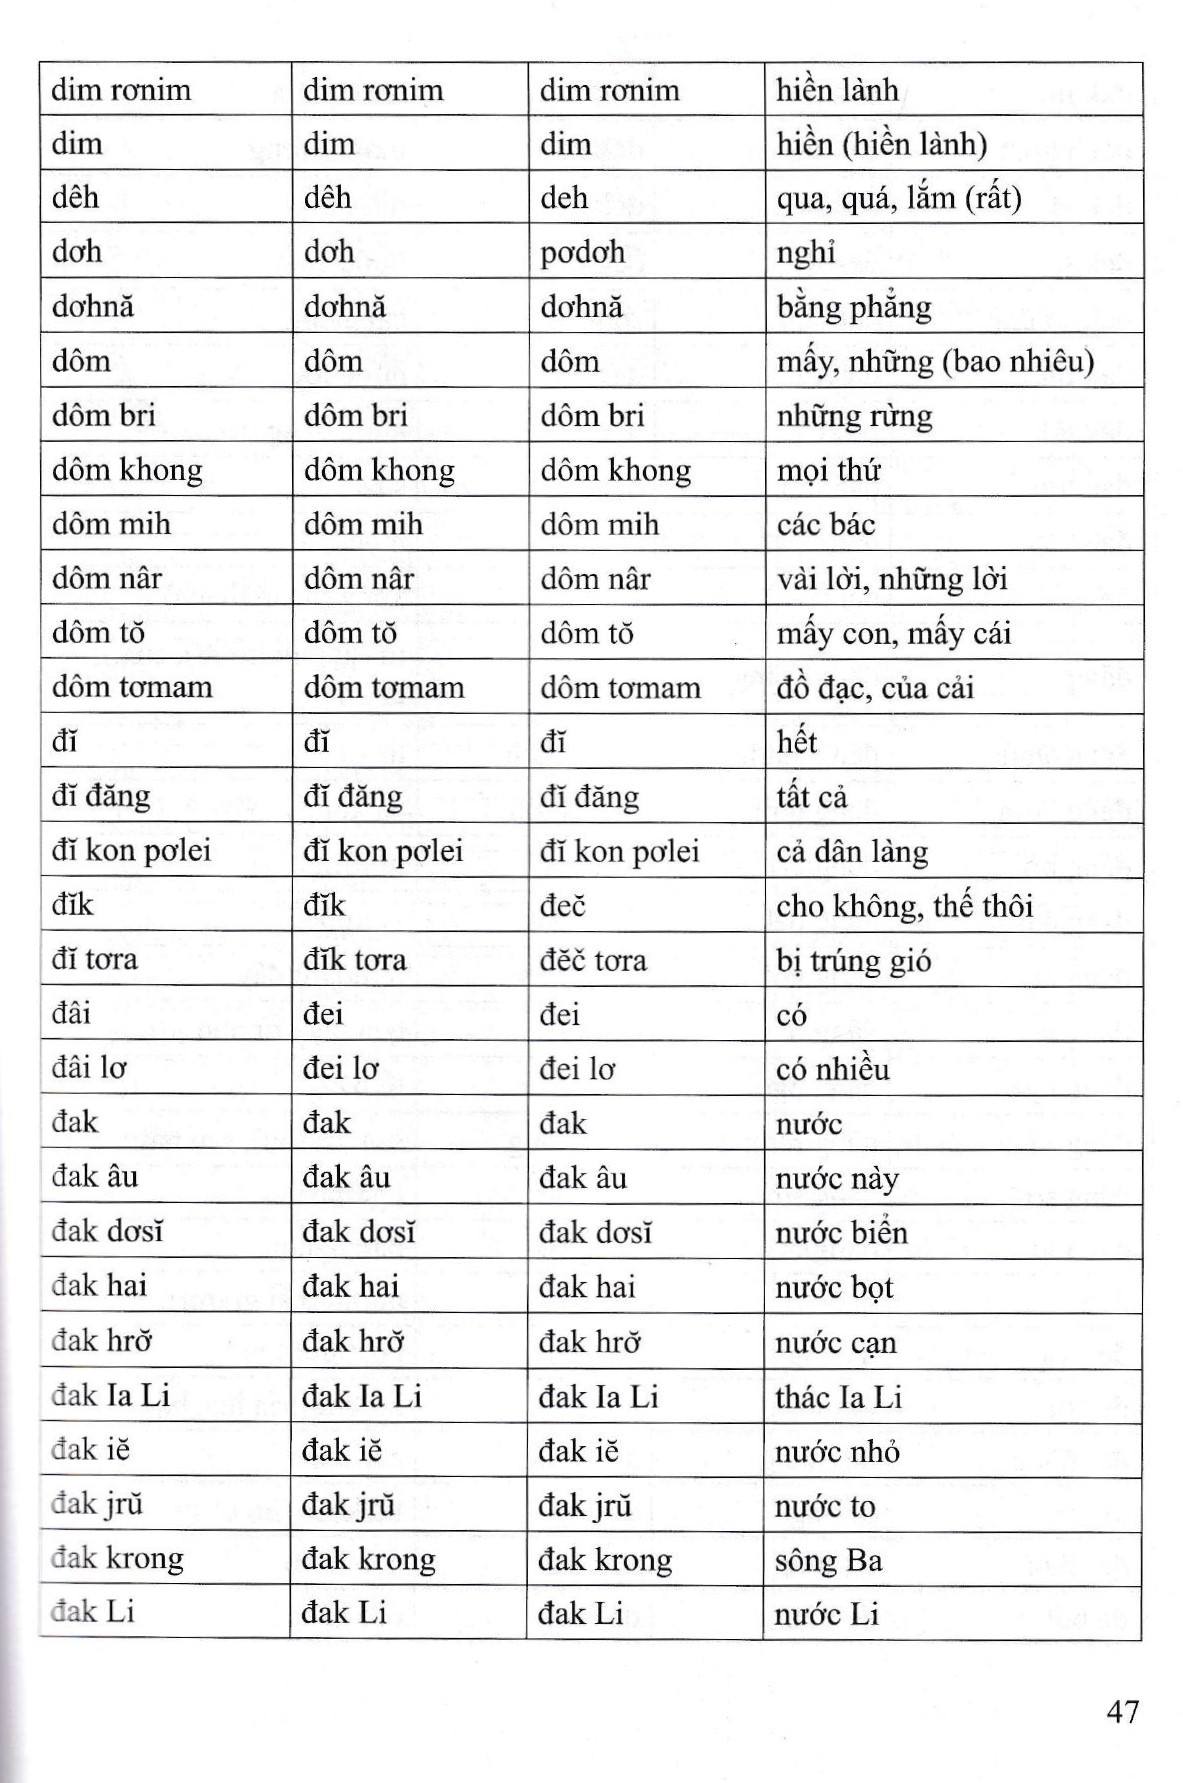 dim rơnim dim rơnim dim rơnim hiền lành
dim dim dim hiền (hiền lành)
dêh dêh deh qua, quá, lắm (rất)
dơh dơh pơdơh nghỉ
dơhnă dơhnă dơhnă bằng phẳng
dôm dôm dôm mấy, những (bao nhiêu)
dôm bri dôm bri dôm bri những rừng
dôm khong dôm khong dôm khong mọi thứ
dôm mih dôm mih dôm mih các bác
dôm nâr dôm nâr dôm nâr vài lời, những lời
dôm tŏ dôm tŏ dôm tŏ mấy con, mấy cái
dôm tơmam dôm tơmam dôm tơmam đồ đạc, của cải
đĭ đĭ đĭ hết
đĭ đăng đĭ đăng đĭ đăng tất cả
đĭ kon pơlei đĭ kon pơlei đĭ kon pơlei cả dân làng
đĭk đĭk đeč cho không, thế thôi
đĭ tơra đĭk tơra đĕč tơra bị trúng gió
đâi đei đei có
đâi lơ đei lơ đei lơ có nhiều
đak đak đak nước
đak âu đak âu đak âu nước này
đak dơsĭ đak dơsĭ đak dơsĭ nước biển
đak hai đak hai đak hai nước bọt
đak hrơ̆ đak hrơ̆ đak hrơ̆ nước cạn
đak Ia Li đak Ia Li đak Ia Li thác Ia Li
đak iĕ đak iĕ đak iĕ nước nhỏ
đak jrŭ đak jrŭ đak jrŭ nước to
đak krong đak krong đak krong sông Ba
đak Li đak Li đak Li nước Li
47